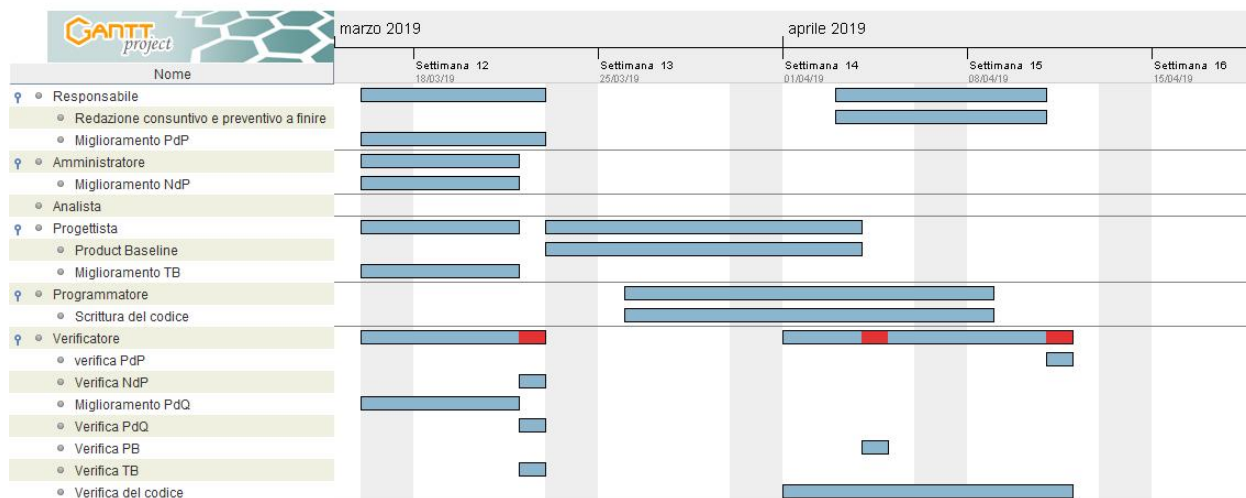 GANTT
project
marzo 2019
aprile 2019
Nome
Settimana 12
18/03/19
Settimana 13
25/03/19
Settimana 14
01/04/19
Settimana 15
08/04/19
Settimana 16
15/04/19
Responsabile
Redazione consuntivo e preventivo a finire
Miglioramento PdP
Amministratore
Miglioramento NdP
Analista
Progettista
Product Baseline
Miglioramento TB
Programmatore
Scrittura del codice
Verificatore
verifica PdP
Verifica NdP
Miglioramento PdQ
Verifica PdQ
Verifica PB
Verifica TB
Verifica del codice